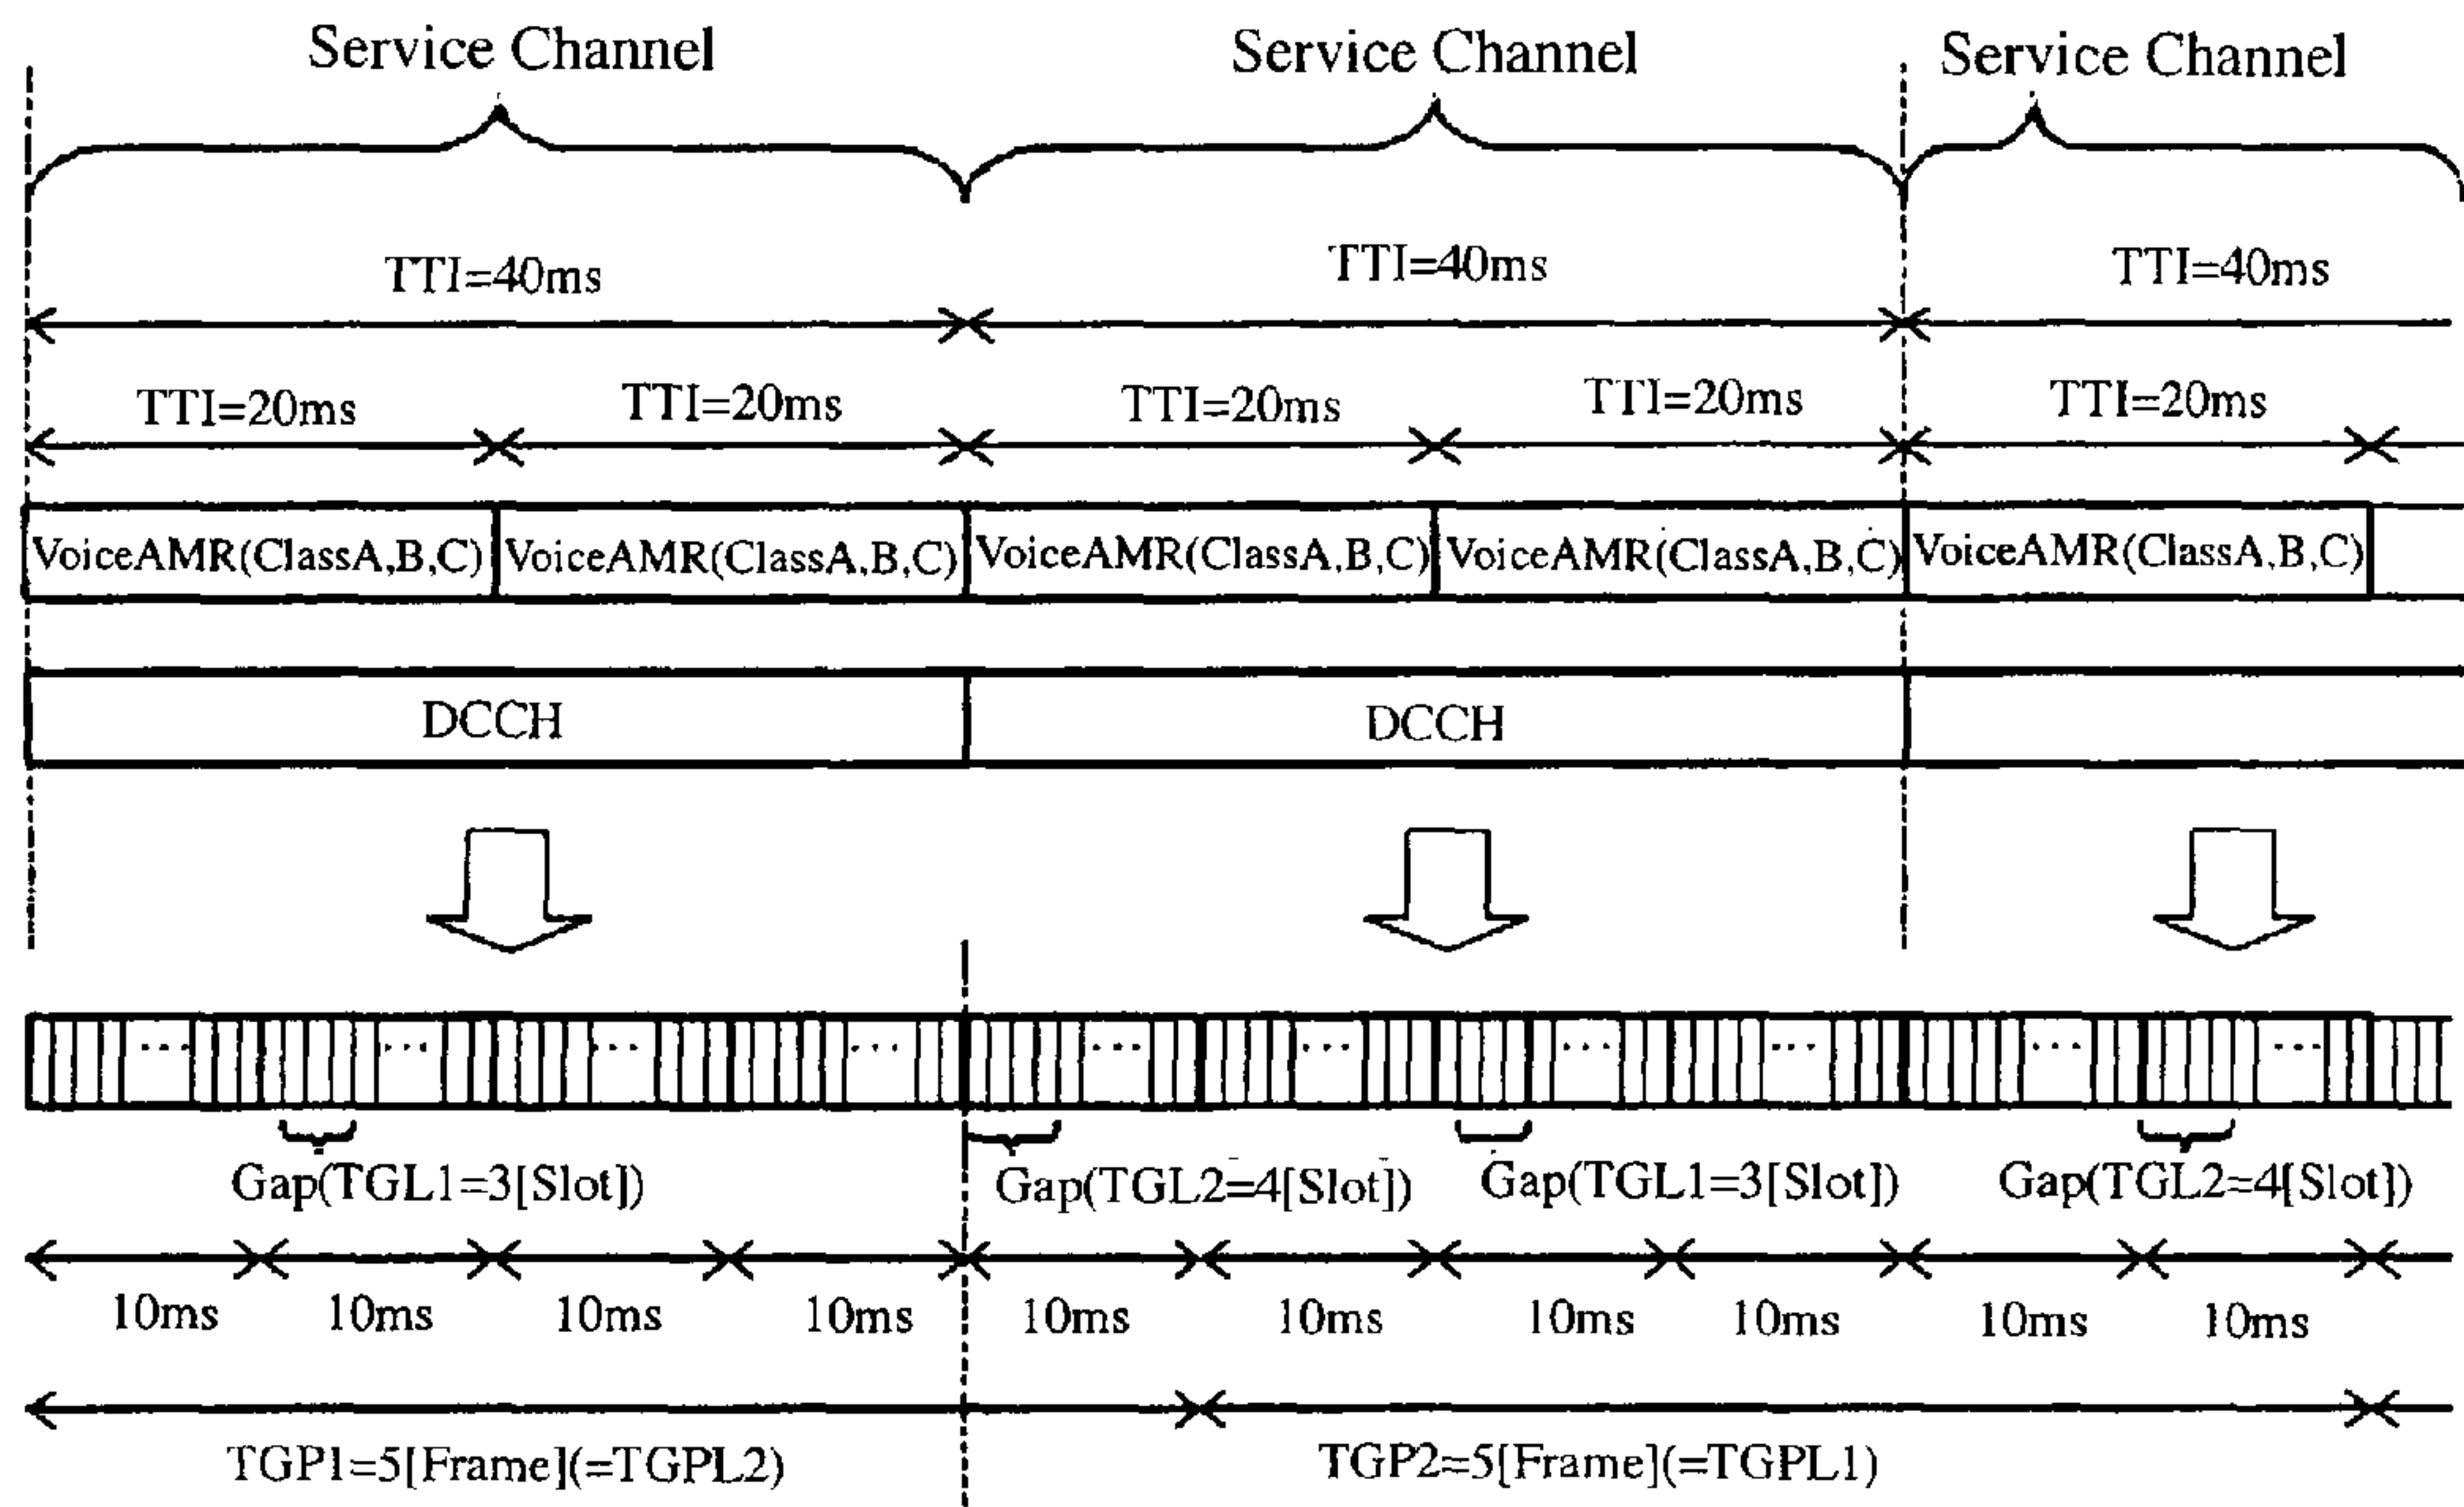 Service Channel Service Channel Service Channel
TTI=40ms TTI=40ms TTI=40ms
TTI=20ms TTI=20ms TTI=20ms TTI=20ms TTI=20ms
VoiceAMR(ClassA,B,C) VoiceAMR(ClassA,B,C) VoiceAMR(ClassA,B,C) VoiceAMR(ClassA,B,C) VoiceAMR(ClassA,B,C)
DCCH DCCH
... ... ... ... ... ... ... ... ... ...
Gap(TGL1=3[Slot]) Gap(TGL2=4[Slot]) Gap(TGL1=3[Slot]) Gap(TGL2=4[Slot])
10ms 10ms 10ms 10ms 10ms 10ms 10ms 10ms 10ms 10ms
TGP1=5[Frame](=TGPL2) TGP2=5[Frame](=TGPL1)